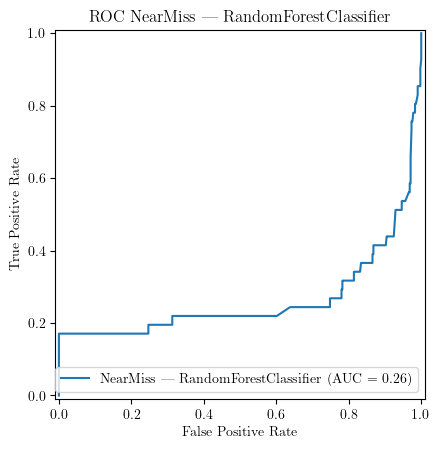 ROC NearMiss — RandomForestClassifier
True Positive Rate
1.0
0.8
0.6
0.4
0.2
0.0
NearMiss — RandomForestClassifier (AUC = 0.26)
0.0 0.2 0.4 0.6 0.8 1.0
False Positive Rate